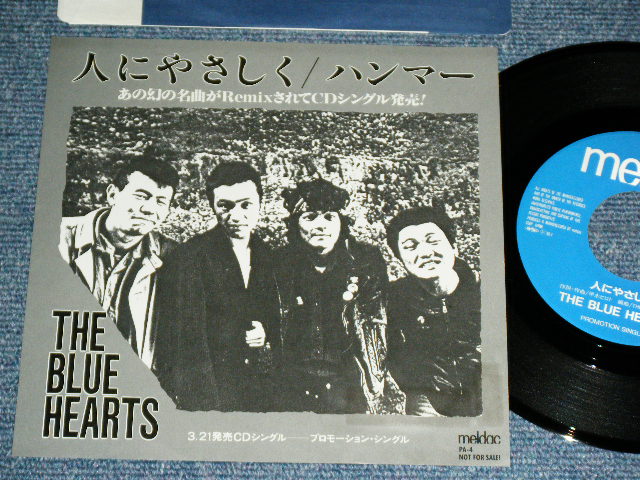 人にやさしく/ハンマー
あの幻の名曲がRemixされてCDシングル発売!
THE
BLUE
HEARTS
3.21発売CDシングル――プロモーション・シングル
meldac
PA-4
NOT FOR SALE!
mel
人にやさし
THE BLUE HE
PROMOTION SINGL